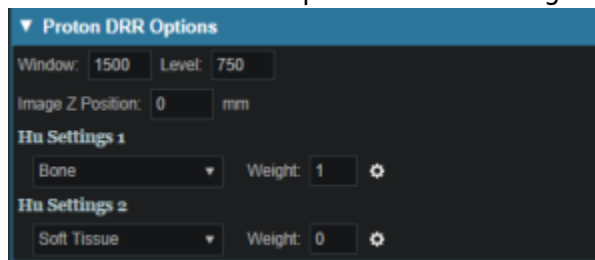 ▼ Proton DRR Options
Window: 1500 Level: 750
Image Z Position: 0 mm
Hu Settings 1
Bone Weight: 1
Hu Settings 2
Soft Tissue Weight: 0